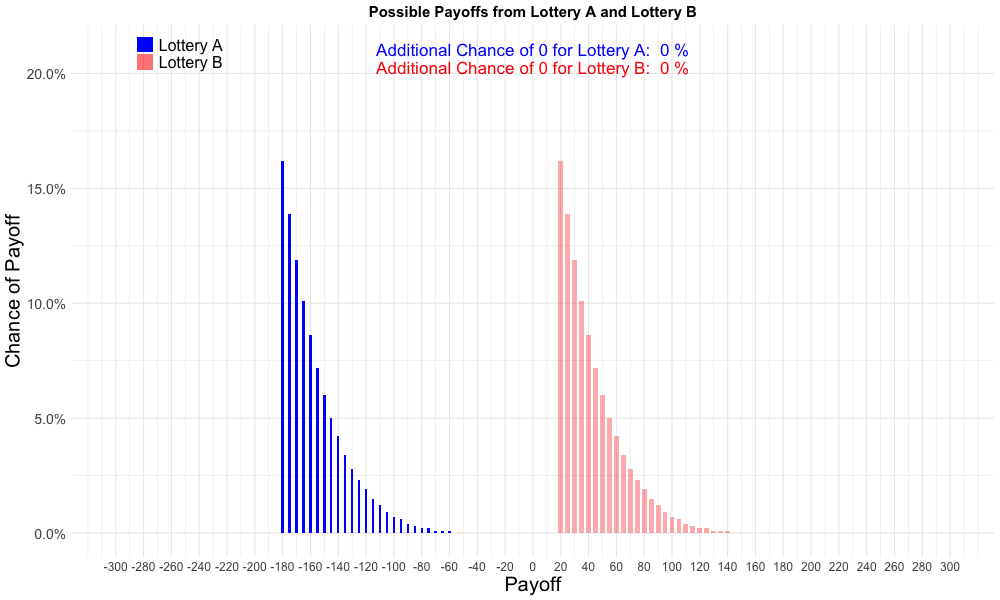 Possible Payoffs from Lottery A and Lottery B
Lottery A
Lottery B
Additional Chance of 0 for Lottery A:  0 %
Additional Chance of 0 for Lottery B:  0 %
Chance of Payoff
20.0%
15.0%
10.0%
5.0%
0.0%
-300 -280 -260 -240 -220 -200 -180 -160 -140 -120 -100 -80 -60 -40 -20 0 20 40 60 80 100 120 140 160 180 200 220 240 260 280 300
Payoff